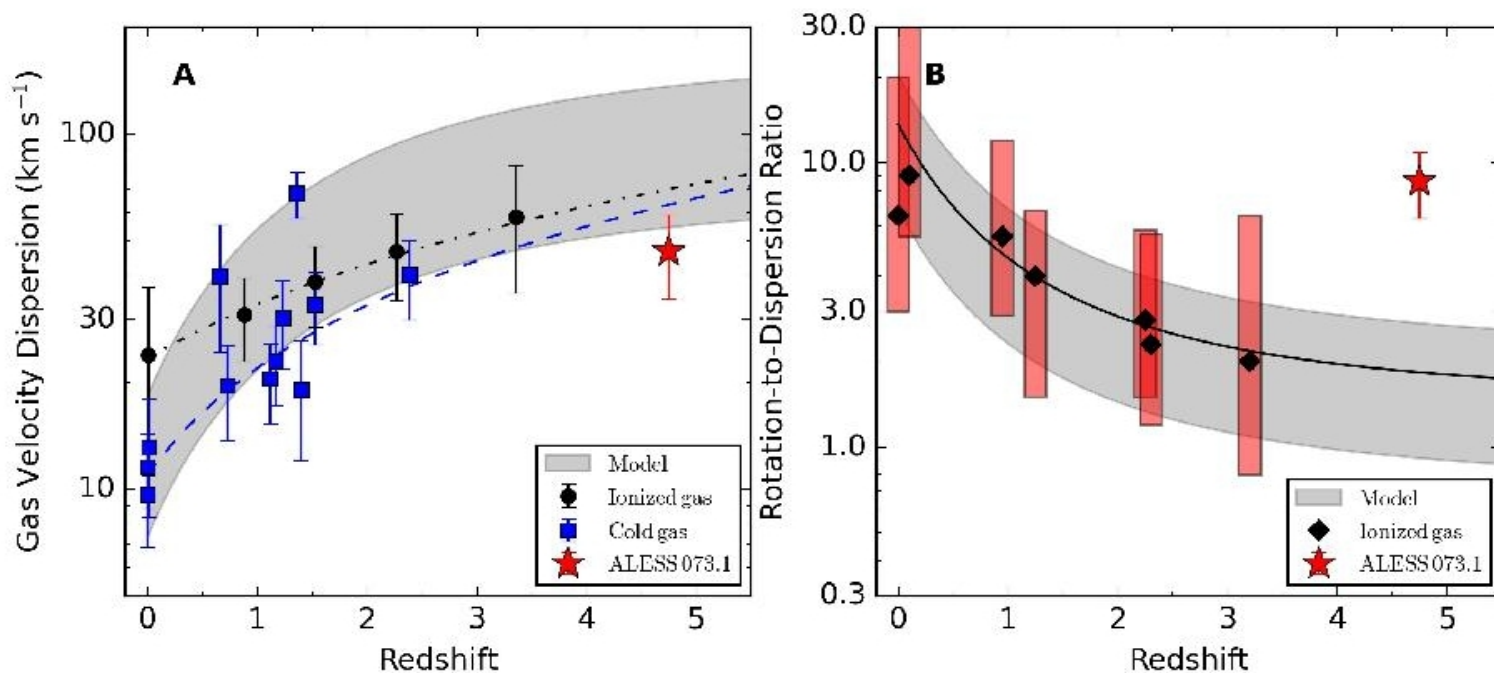 A
Gas Velocity Dispersion (km s⁻¹)
100
30
10
0 1 2 3 4 5
Redshift
Model
Ionized gas
Cold gas
ALESS 073.1
B
Rotation-to-Dispersion Ratio
30.0
10.0
3.0
1.0
0.3
0 1 2 3 4 5
Redshift
Model
Ionized gas
ALESS 073.1